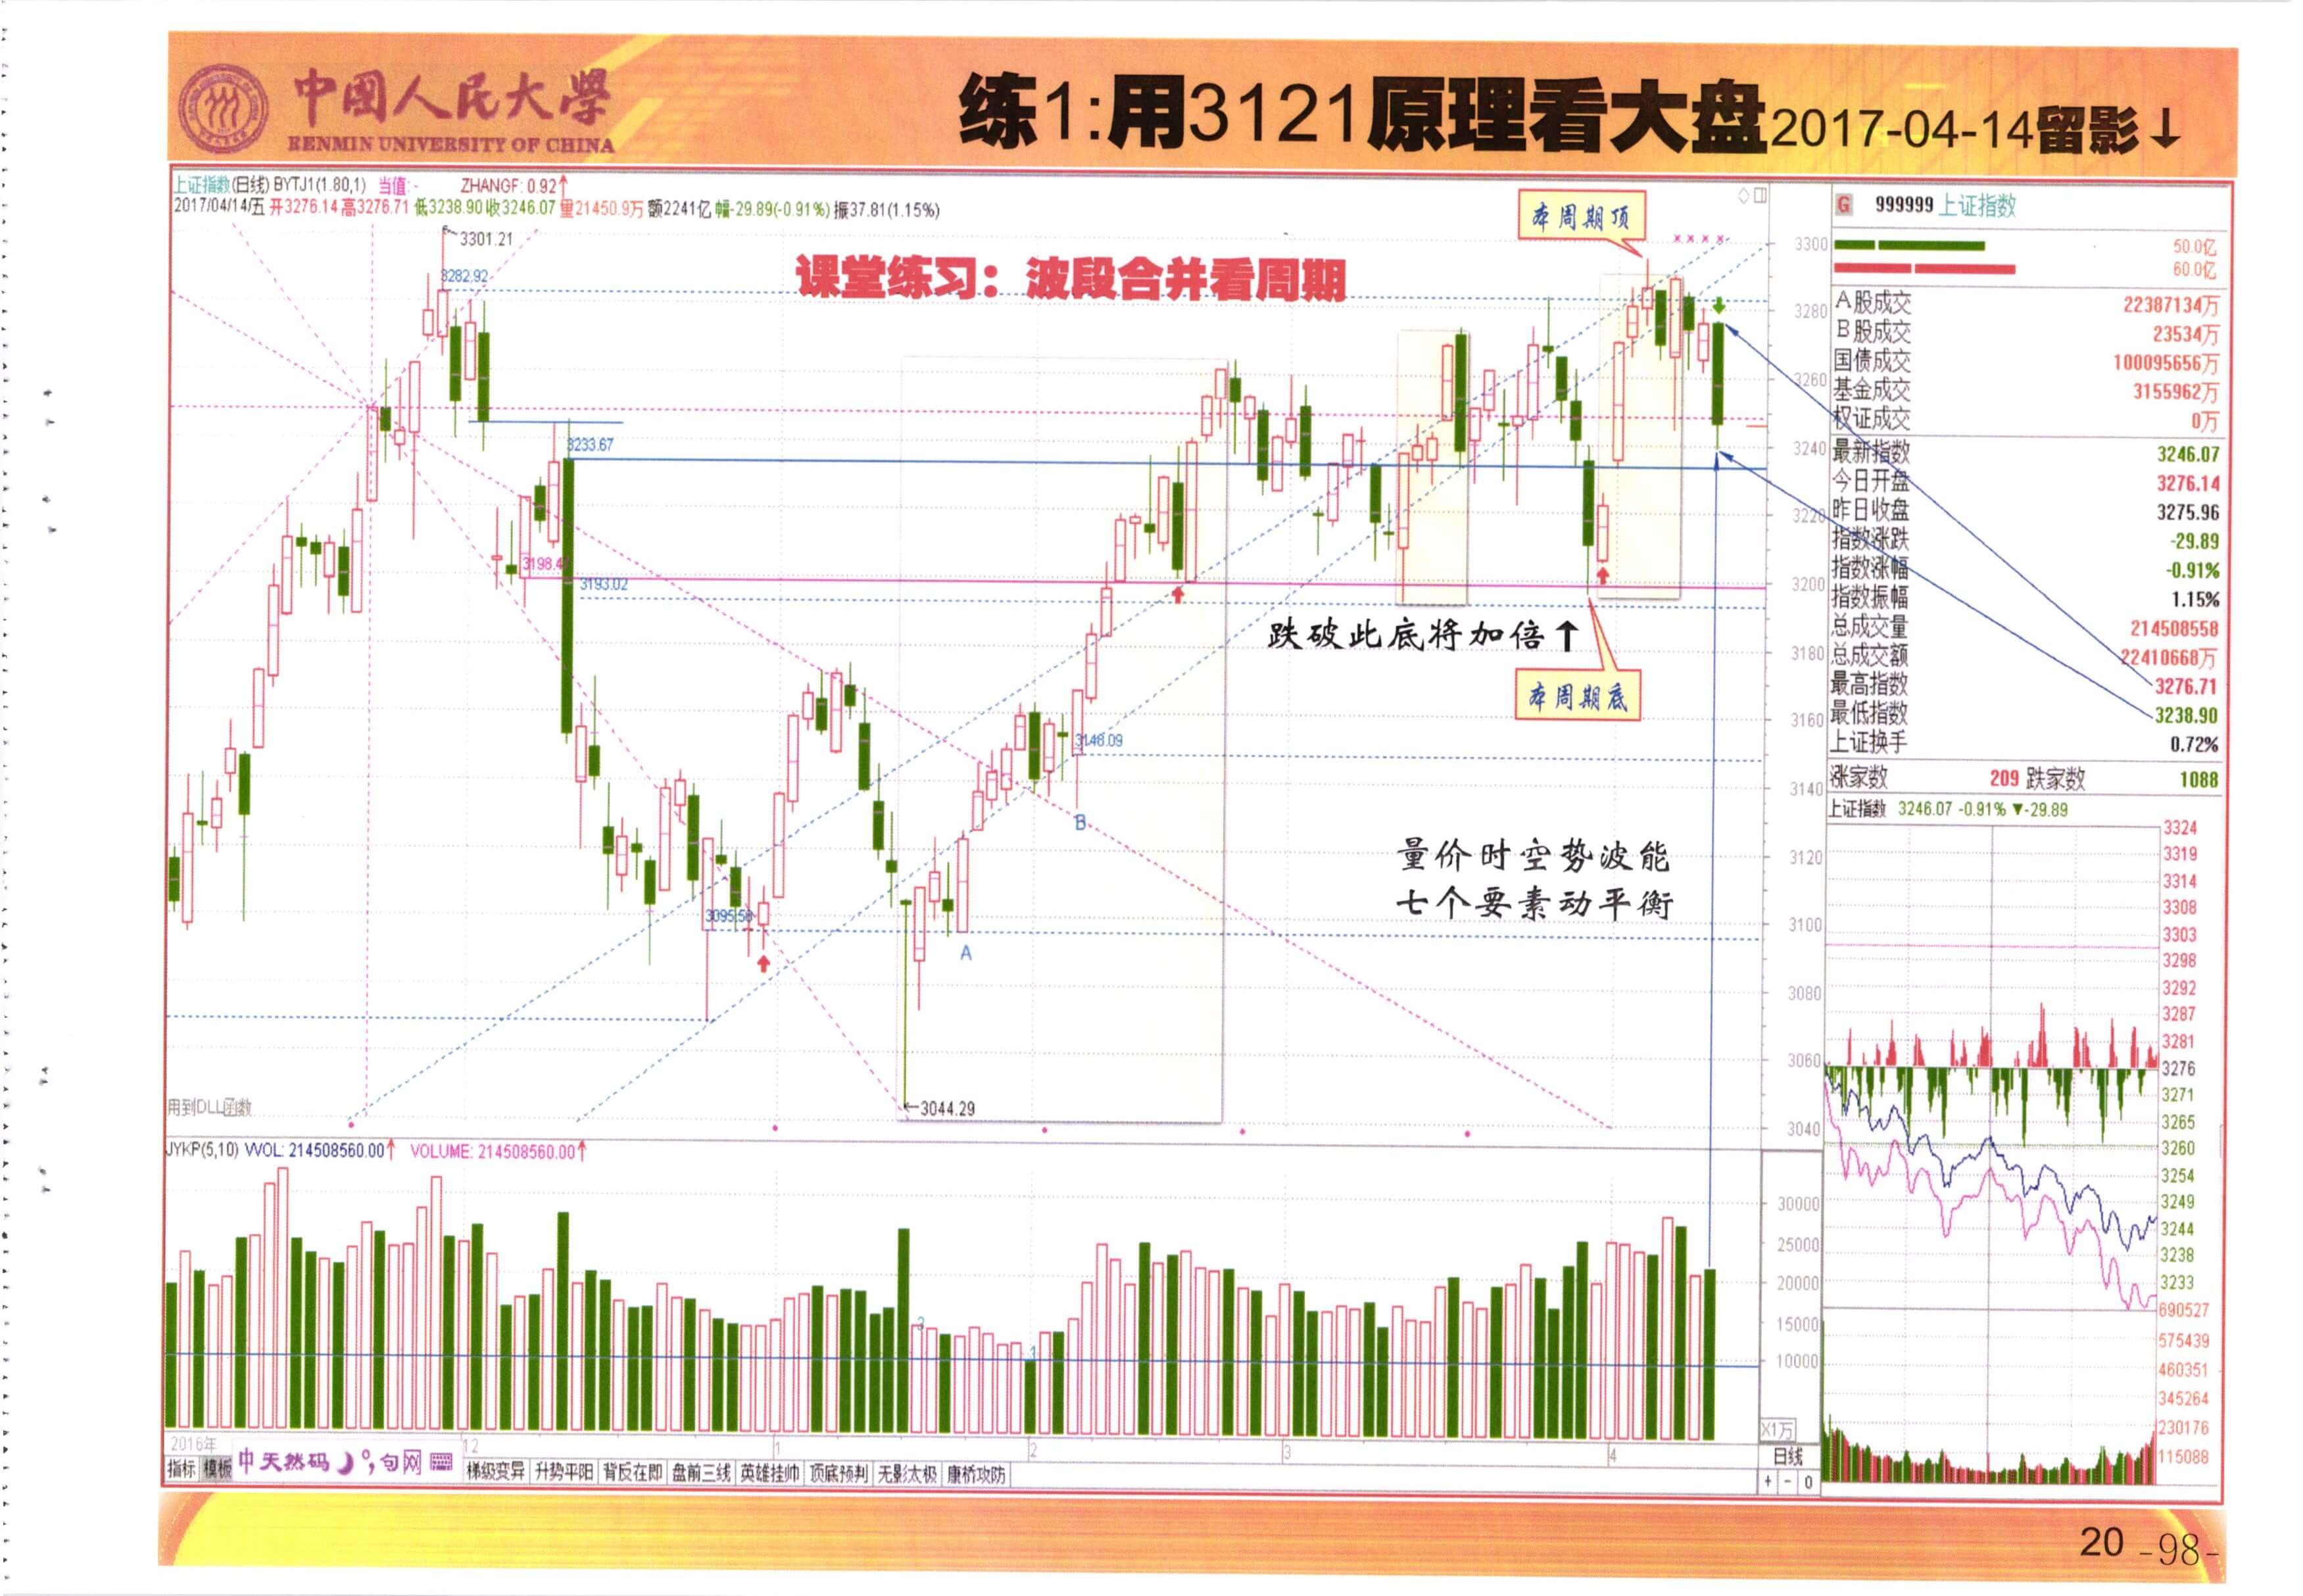 中国人民大学
RENMIN UNIVERSITY OF CHINA
练1:用3121原理看大盘2017-04-14留影↓
上证指数(日线) BYTJ1(1.80,1) 当值:- ZHANGF: 0.92↑
2017/04/14/五 开3276.14 高3276.71 低3238.90 收3246.07 量21450.9万 额2241亿 幅-29.89(-0.91%) 振37.81(1.15%)
本周期顶
××××
3301.21
3282.92
课堂练习：波段合并看周期
3233.67
3198.4
3193.02
跌破此底将加倍↑
本周期底
3148.09
B
3095.56
A
量价时空势波能
七个要素动平衡
←3044.29
用到DLL函数
3300
3280
3260
3240
3220
3200
3180
3160
3140
3120
3100
3080
3060
3040
JYKP(5,10) VVOL: 214508560.00↑ VOLUME: 214508560.00↑
3
1
30000
25000
20000
15000
10000
X1万
2016年
12
1
2
3
4
日线
指标 模板
中天然码
句网
梯级变异 升势平阳 背反在即 盘前三线 英雄挂帅 顶底预判 无影太极 康桥攻防
+ - 0
G 999999 上证指数
50.0亿
60.0亿
A股成交 22387134万
B股成交 23534万
国债成交 100095656万
基金成交 3155962万
权证成交 0万
最新指数 3246.07
今日开盘 3276.14
昨日收盘 3275.96
指数涨跌 -29.89
指数涨幅 -0.91%
指数振幅 1.15%
总成交量 214508558
总成交额 22410668万
最高指数 3276.71
最低指数 3238.90
上证换手 0.72%
涨家数 209 跌家数 1088
上证指数 3246.07 -0.91% ▼-29.89
3324
3319
3314
3308
3303
3298
3292
3287
3281
3276
3271
3265
3260
3254
3249
3244
3238
3233
690527
575439
460351
345264
230176
115088
20 -98-